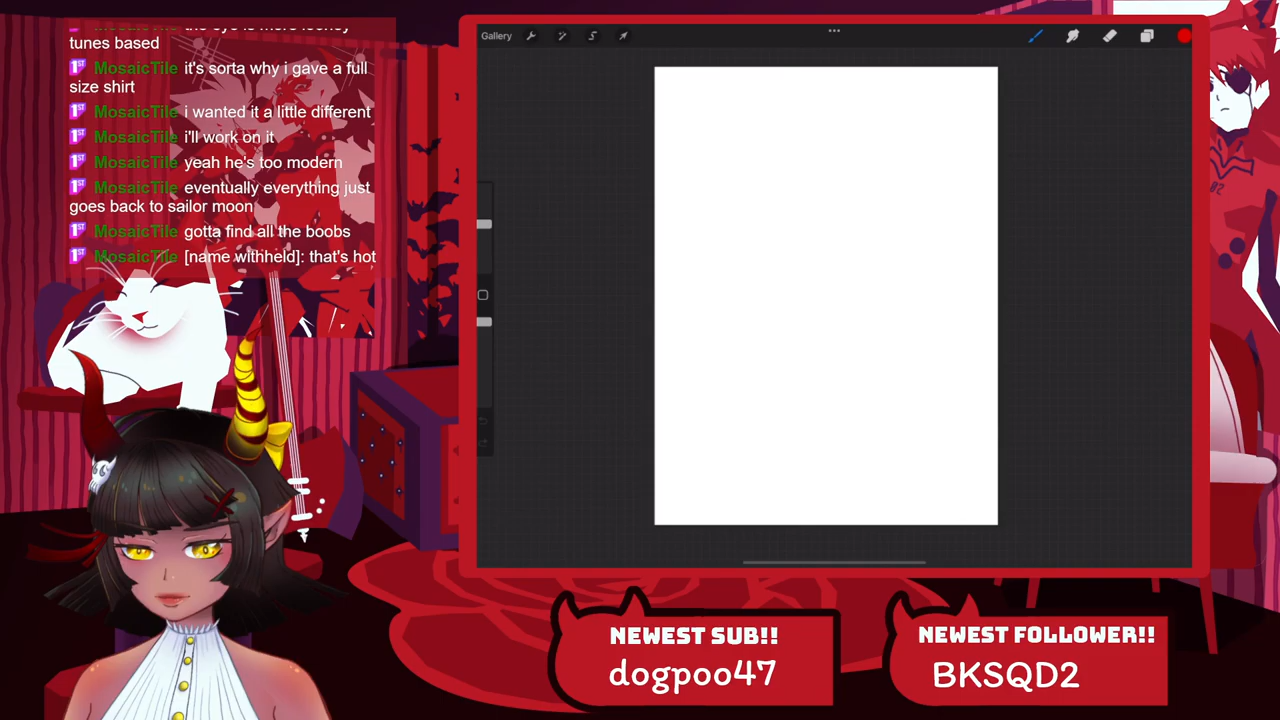 tunes based
MosaicTile it's sorta why i gave a full
size shirt
MosaicTile i wanted it a little different
MosaicTile i'll work on it
MosaicTile yeah he's too modern
MosaicTile eventually everything just
goes back to sailor moon
MosaicTile gotta find all the boobs
MosaicTile [name withheld]: that's hot
Gallery
NEWEST SUB!!
dogpoo47
NEWEST FOLLOWER!!
BKSQD2